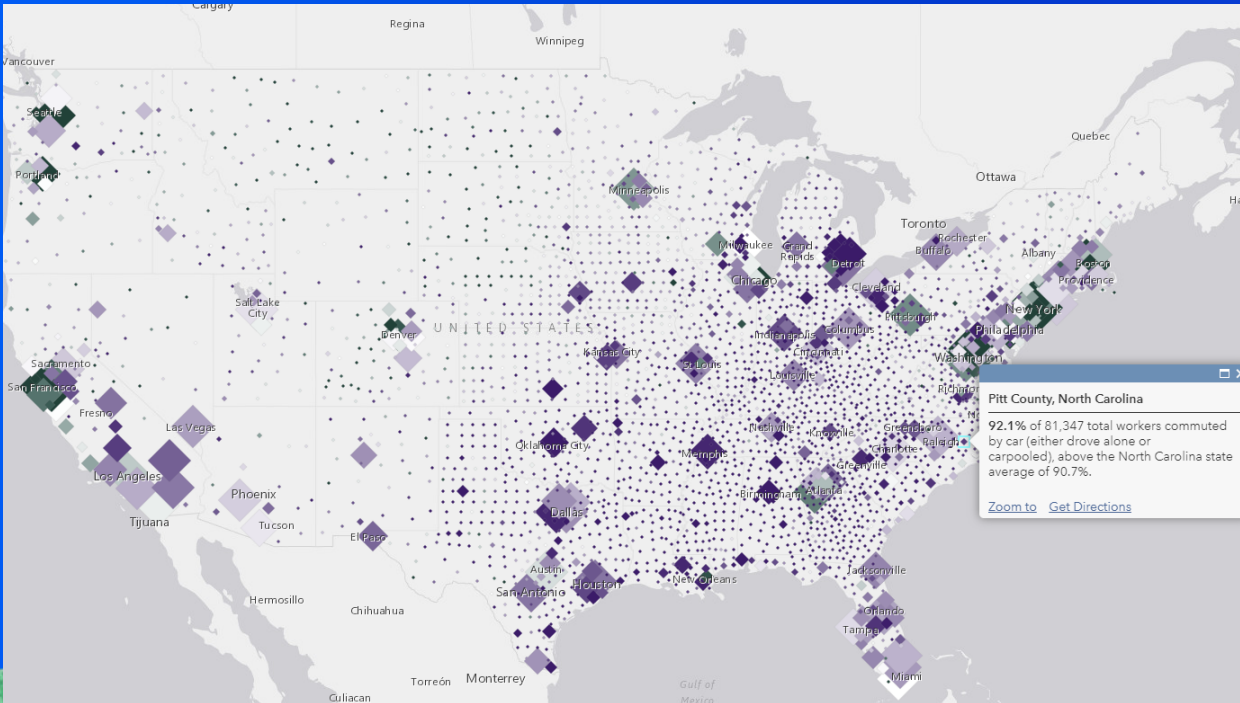 Calgary
Regina
Winnipeg
Vancouver
Seattle
Quebec
Portland
Ottawa
Minneapolis
Toronto
Milwaukee
Grand
Rapids
Detroit
Rochester
Buffalo
Albany
Boston
Providence
Chicago
Cleveland
Salt Lake
City
New York
Denver
UNITED STATES
Indianapolis
Columbus
Pittsburgh
Philadelphia
Sacramento
Kansas City
Cincinnati
Washington
San Francisco
St Louis
Louisville
Richmon
Fresno
Las Vegas
Nashville
Knoxville
Greensboro
Raleigh
Oklahoma City
Memphis
Charlotte
Greenville
Los Angeles
Phoenix
Birmingham
Atlanta
Tijuana
Tucson
Dallas
El Paso
Austin
Houston
New Orleans
Jacksonville
San Antonio
Hermosillo
Chihuahua
Orlando
Tampa
Torreón
Monterrey
Miami
Culiacan
Gulf of
Mexico
Pitt County, North Carolina
92.1% of 81,347 total workers commuted
by car (either drove alone or
carpooled), above the North Carolina state
average of 90.7%.
Zoom to Get Directions